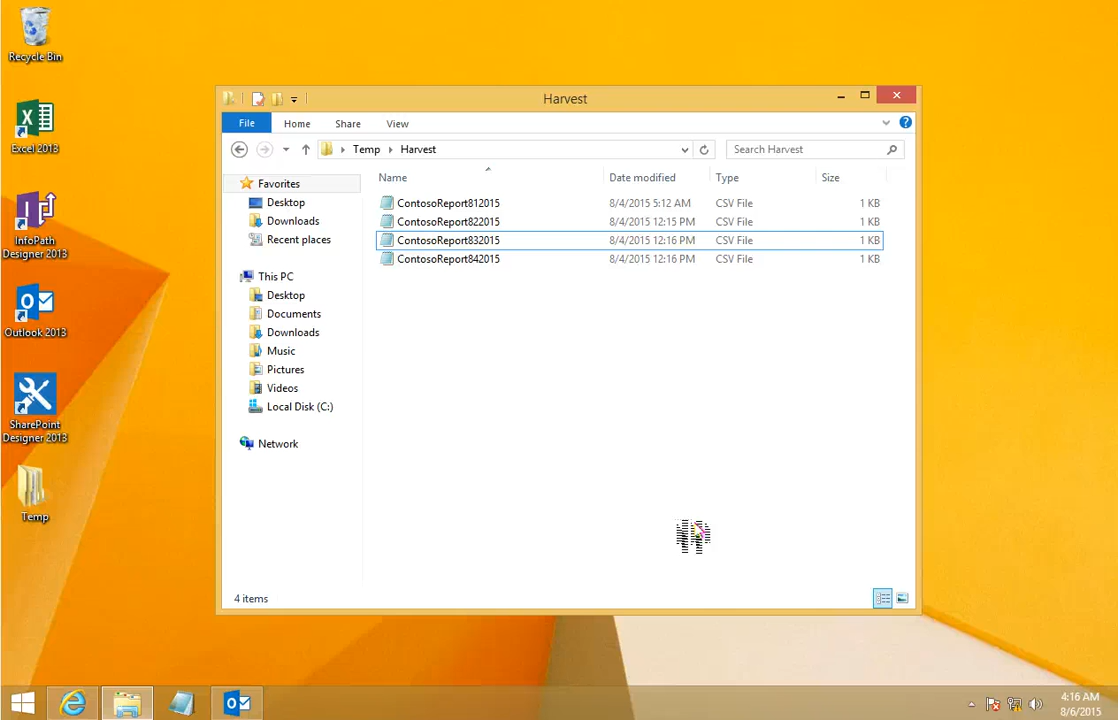 Recycle Bin
Excel 2013
InfoPath
Designer 2013
Outlook 2013
SharePoint
Designer 2013
Temp
Harvest
File Home Share View
Temp Harvest
Search Harvest
Name Date modified Type Size
ContosoReport812015 8/4/2015 5:12 AM CSV File 1 KB
ContosoReport822015 8/4/2015 12:15 PM CSV File 1 KB
ContosoReport832015 8/4/2015 12:16 PM CSV File 1 KB
ContosoReport842015 8/4/2015 12:16 PM CSV File 1 KB
Favorites
Desktop
Downloads
Recent places
This PC
Desktop
Documents
Downloads
Music
Pictures
Videos
Local Disk (C:)
Network
4 items
4:16 AM
8/6/2015